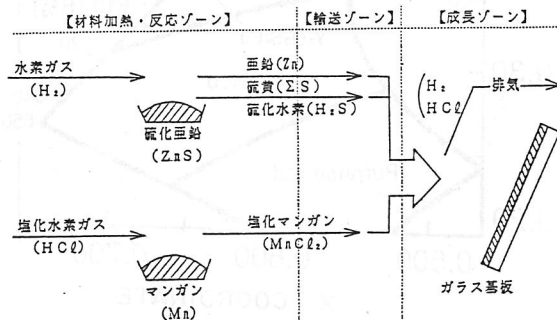 【材料加熱・反応ゾーン】
【輸送ゾーン】
【成長ゾーン】
水素ガス
(H₂)
亜鉛(Zn)
硫黄(ΣS)
硫化水素(H₂S)
硫化亜鉛
(ZnS)
H₂
HCl
排気
塩化水素ガス
(HCl)
塩化マンガン
(MnCl₂)
マンガン
(Mn)
ガラス基板